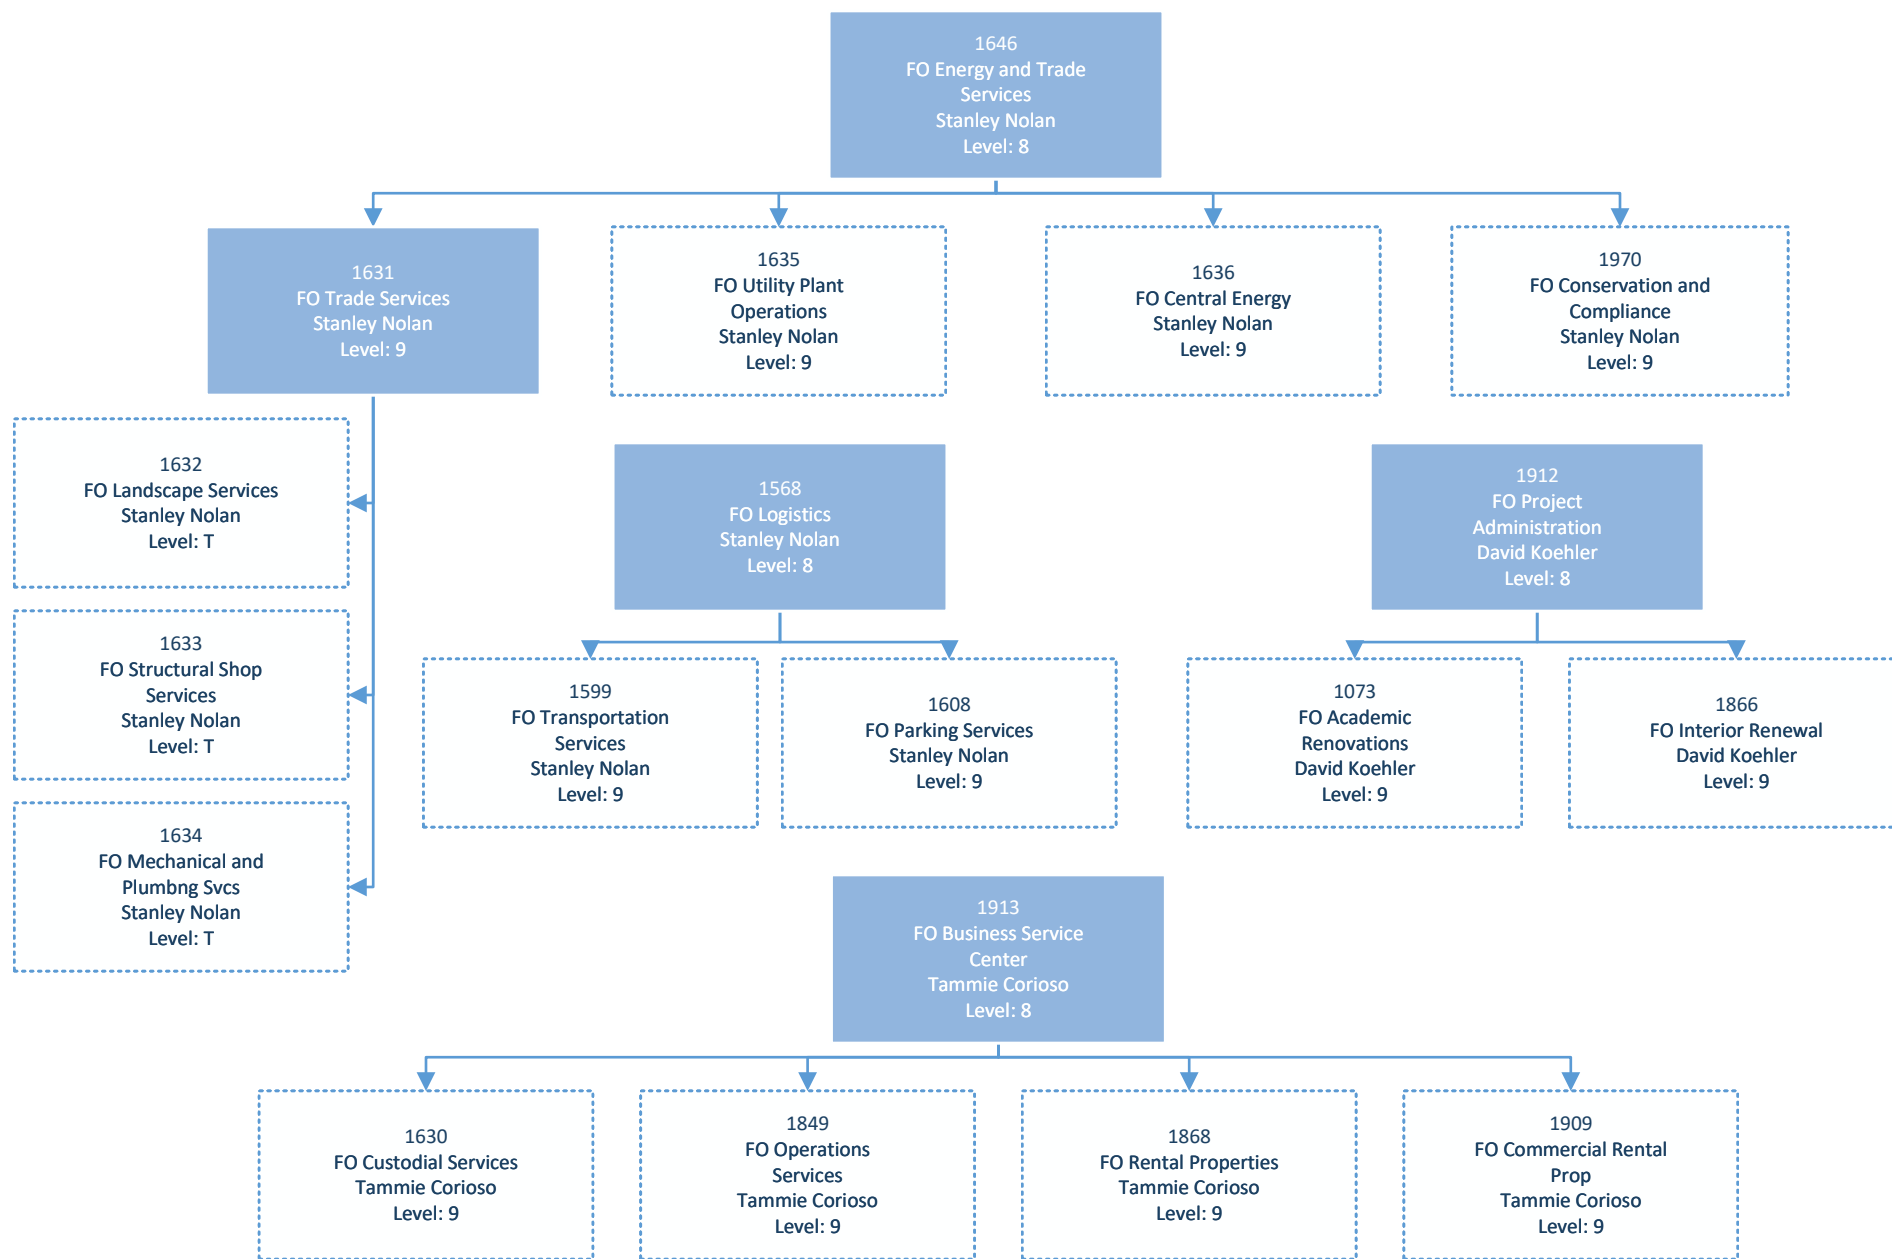 1646
FO Energy and Trade
Services
Stanley Nolan
Level: 8
1631
FO Trade Services
Stanley Nolan
Level: 9
1635
FO Utility Plant
Operations
Stanley Nolan
Level: 9
1636
FO Central Energy
Stanley Nolan
Level: 9
1970
FO Conservation and
Compliance
Stanley Nolan
Level: 9
1632
FO Landscape Services
Stanley Nolan
Level: T
1633
FO Structural Shop
Services
Stanley Nolan
Level: T
1634
FO Mechanical and
Plumbng Svcs
Stanley Nolan
Level: T
1568
FO Logistics
Stanley Nolan
Level: 8
1599
FO Transportation
Services
Stanley Nolan
Level: 9
1608
FO Parking Services
Stanley Nolan
Level: 9
1912
FO Project
Administration
David Koehler
Level: 8
1073
FO Academic
Renovations
David Koehler
Level: 9
1866
FO Interior Renewal
David Koehler
Level: 9
1913
FO Business Service
Center
Tammie Corioso
Level: 8
1630
FO Custodial Services
Tammie Corioso
Level: 9
1849
FO Operations
Services
Tammie Corioso
Level: 9
1868
FO Rental Properties
Tammie Corioso
Level: 9
1909
FO Commercial Rental
Prop
Tammie Corioso
Level: 9